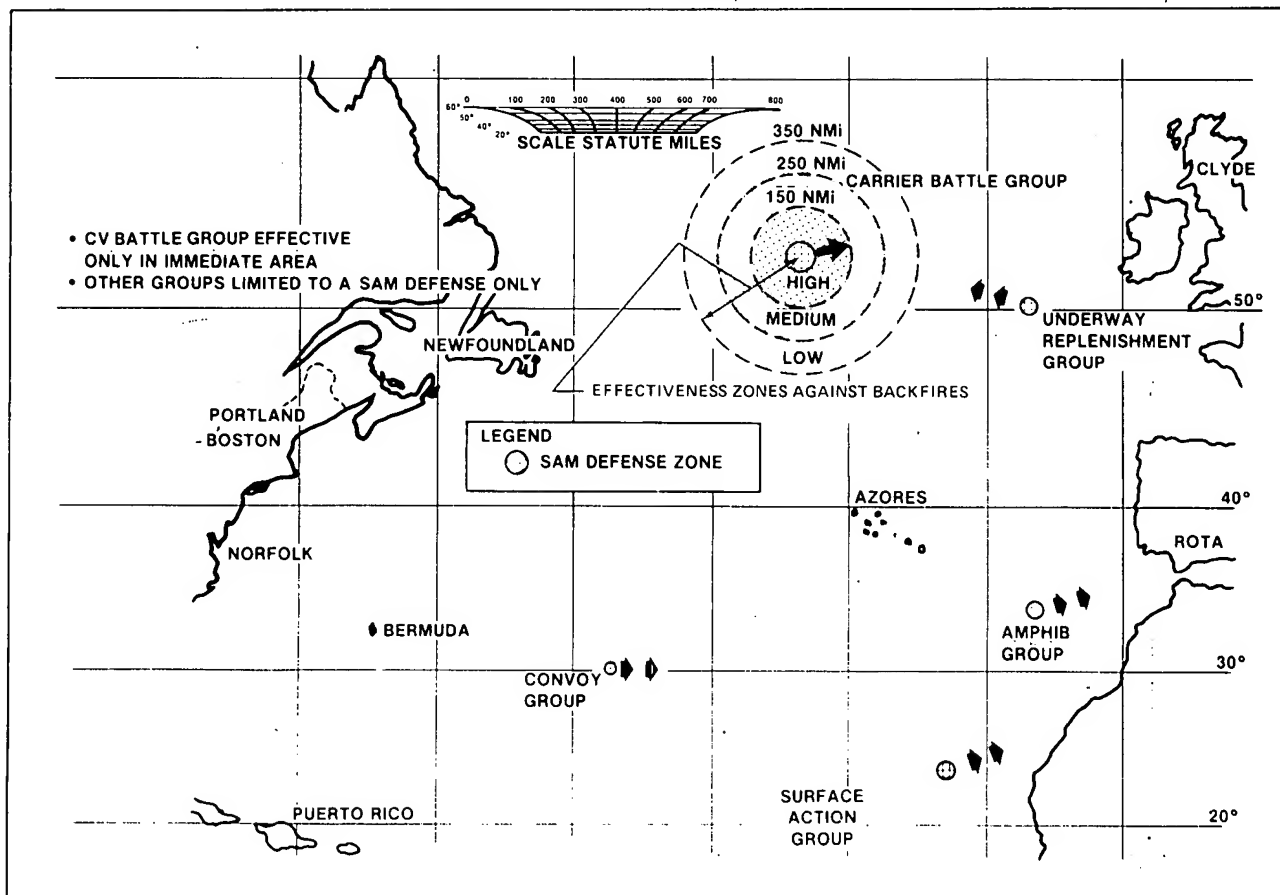 0 100 200 300 400 500 600 700 800
60°
50°
40°
20°
SCALE STATUTE MILES
350 NMi
250 NMi
CARRIER BATTLE GROUP
150 NMi
CLYDE
• CV BATTLE GROUP EFFECTIVE
ONLY IN IMMEDIATE AREA
• OTHER GROUPS LIMITED TO A SAM DEFENSE ONLY
HIGH
MEDIUM
LOW
50°
UNDERWAY
REPLENISHMENT
GROUP
NEWFOUNDLAND
EFFECTIVENESS ZONES AGAINST BACKFIRES
PORTLAND
-BOSTON
LEGEND
SAM DEFENSE ZONE
AZORES
40°
NORFOLK
ROTA
BERMUDA
AMPHIB
GROUP
CONVOY
GROUP
30°
SURFACE
ACTION
GROUP
PUERTO RICO
20°